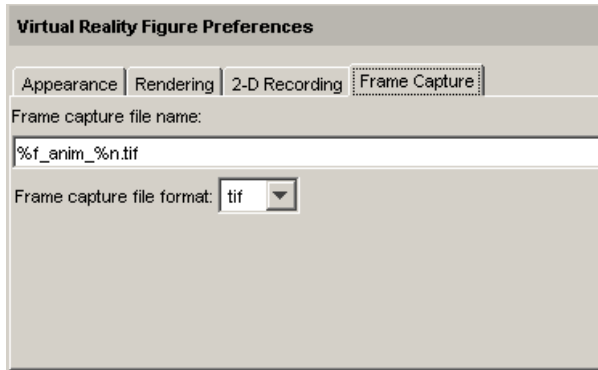 Virtual Reality Figure Preferences
Appearance Rendering 2-D Recording Frame Capture
Frame capture file name:
%f_anim_%n.tif
Frame capture file format: tif